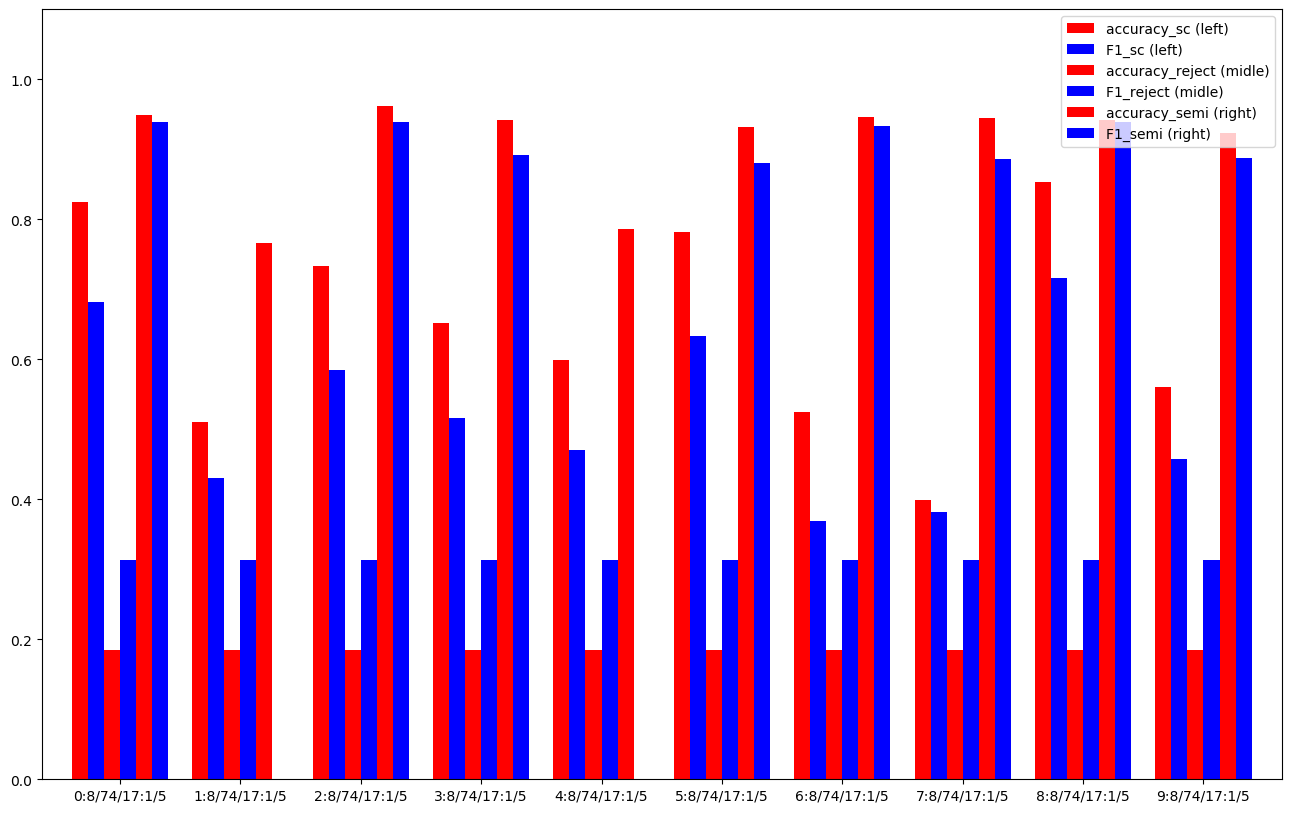 accuracy_sc (left)
F1_sc (left)
accuracy_reject (midle)
F1_reject (midle)
accuracy_semi (right)
F1_semi (right)
1.0
0.8
0.6
0.4
0.2
0.0
0:8/74/17:1/5 1:8/74/17:1/5 2:8/74/17:1/5 3:8/74/17:1/5 4:8/74/17:1/5 5:8/74/17:1/5 6:8/74/17:1/5 7:8/74/17:1/5 8:8/74/17:1/5 9:8/74/17:1/5